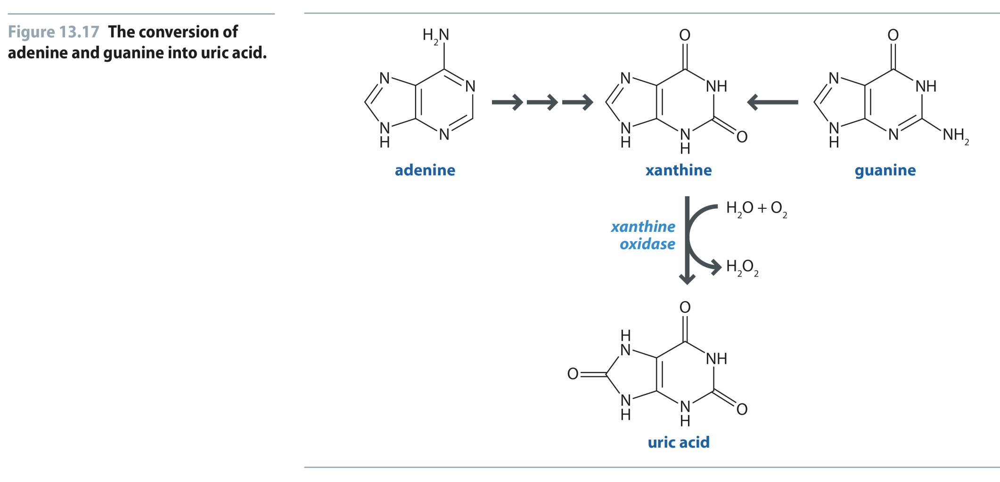 Figure 13.17 The conversion of
adenine and guanine into uric acid.
H₂N
N
N
N
H
N
adenine
O
N
NH
N
H
N
H
O
xanthine
O
N
NH
N
H
N
NH₂
guanine
xanthine
oxidase
H₂O + O₂
H₂O₂
O
H
N
NH
O
N
H
N
H
O
uric acid